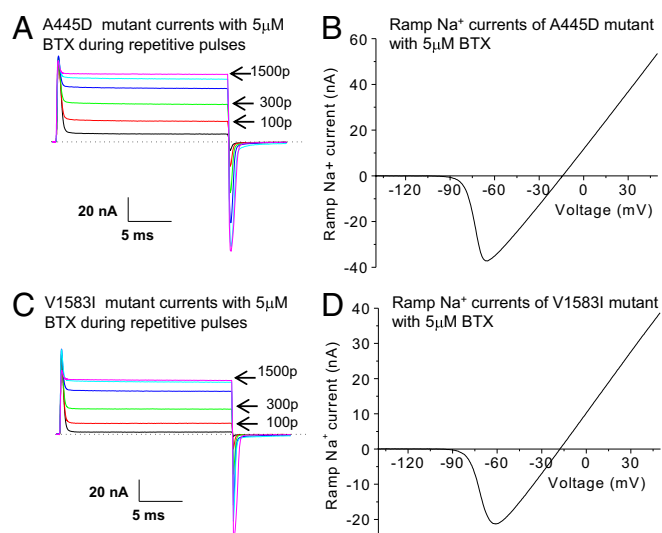 A
A445D mutant currents with 5μM
BTX during repetitive pulses
1500p
300p
100p
20 nA
5 ms
B
Ramp Na⁺ currents of A445D mutant
with 5μM BTX
60
40
20
0
-20
-40
-120 -90 -60 -30 0 30
Voltage (mV)
Ramp Na+ current (nA)
C
V1583I mutant currents with 5μM
BTX during repetitive pulses
1500p
300p
100p
20 nA
5 ms
D
Ramp Na⁺ currents of V1583I mutant
with 5μM BTX
40
30
20
10
0
-10
-20
-120 -90 -60 -30 0 30
Voltage (mV)
Ramp Na⁺ current (nA)